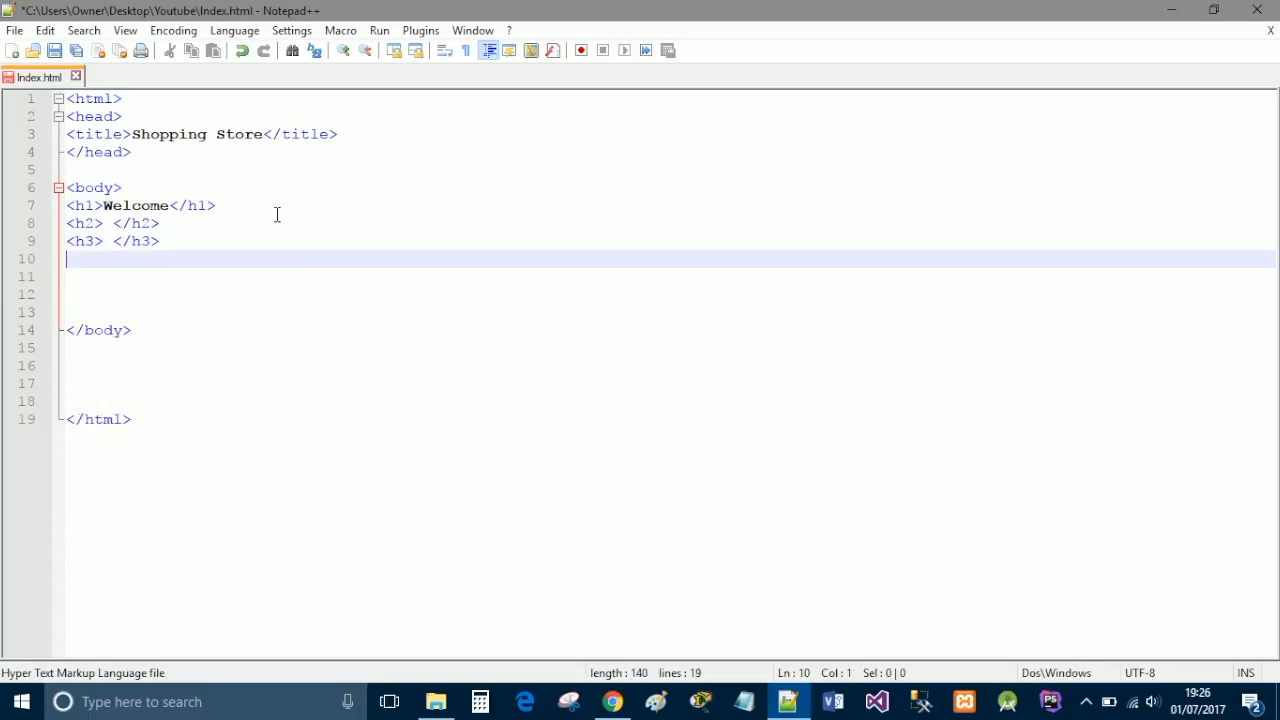 *C:\Users\Owner\Desktop\Youtube\Index.html - Notepad++
File Edit Search View Encoding Language Settings Macro Run Plugins Window ? X
Index.html
1 <html>
2 <head>
3 <title>Shopping Store</title>
4 </head>
5
6 <body>
7 <h1>Welcome</h1>
8 <h2> </h2>
9 <h3> </h3>
10
11
12
13
14 </body>
15
16
17
18
19 </html>
Hyper Text Markup Language file length : 140 lines : 19 Ln : 10 Col : 1 Sel : 0 | 0 Dos\Windows UTF-8 INS
Type here to search
PS
19:26
01/07/2017
2